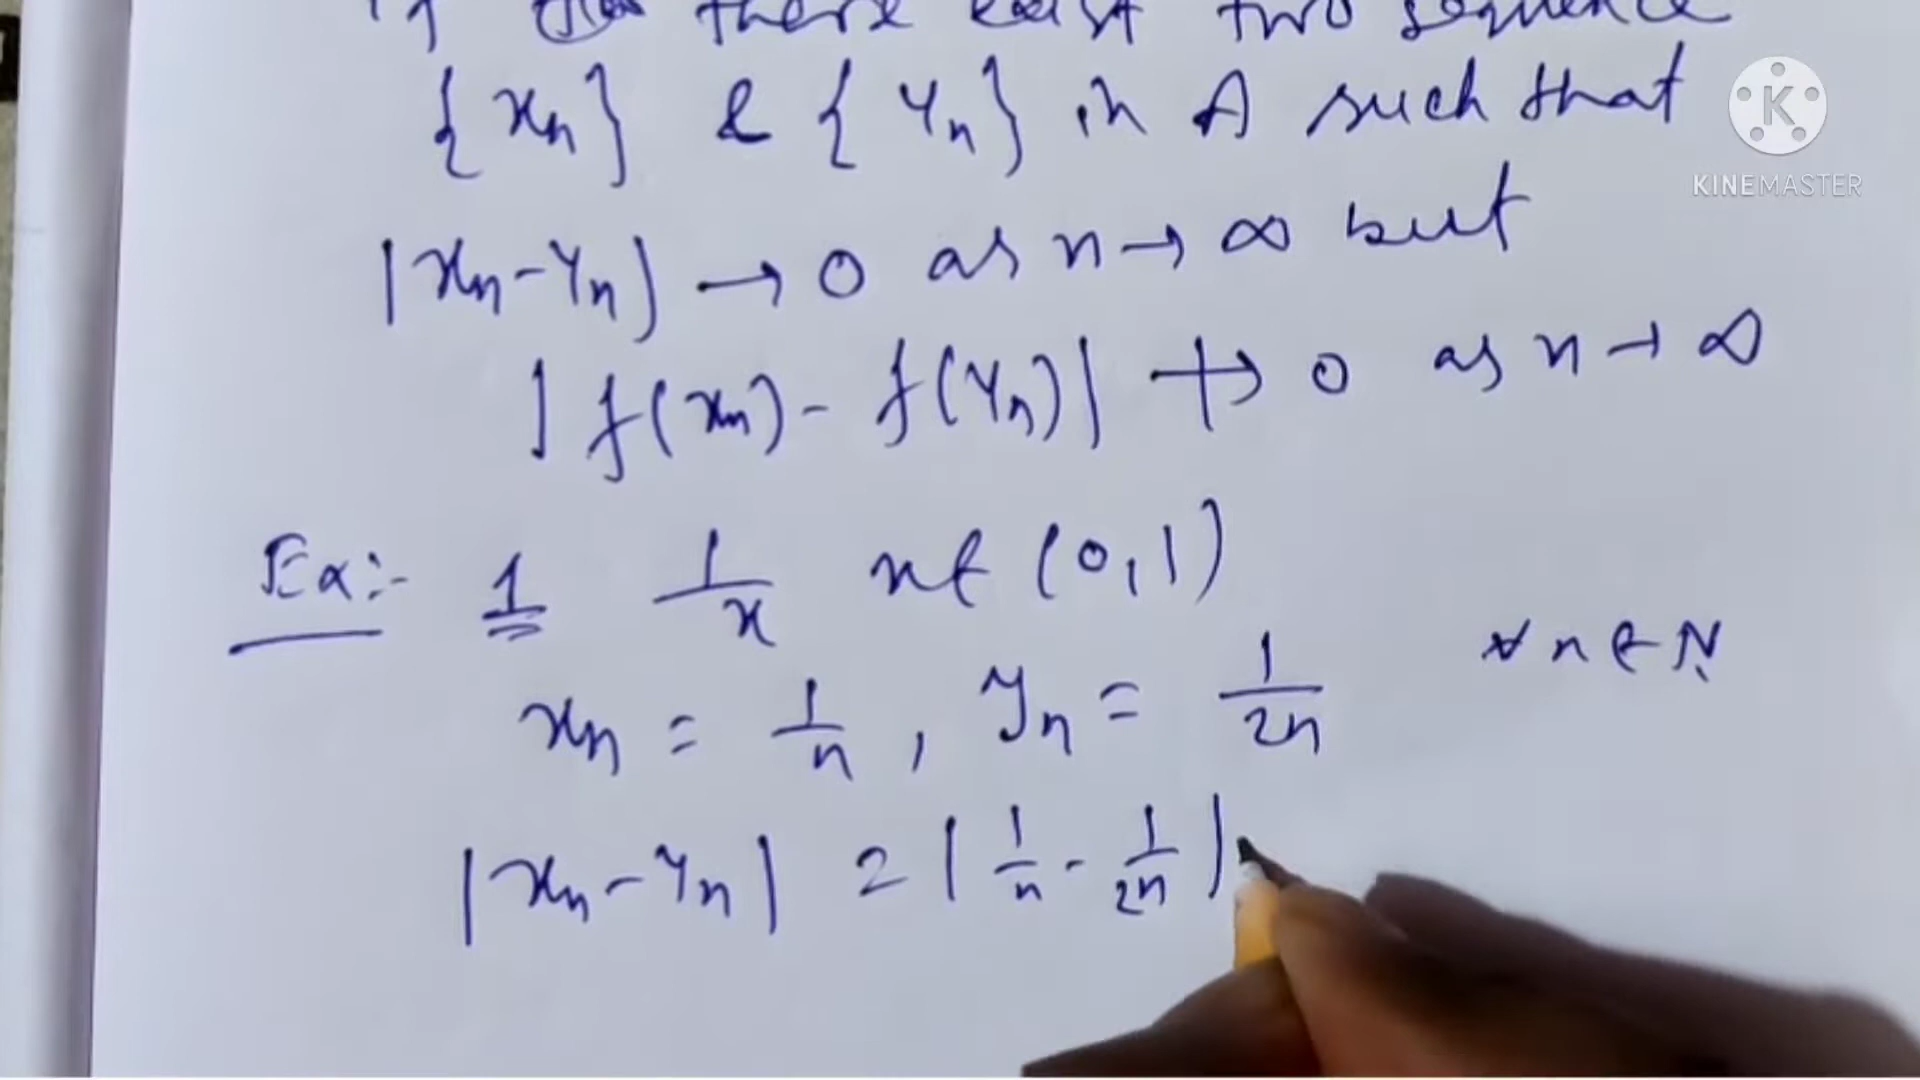 if there exist two sequence
{xn} & {Yn} in A such that
|xn-Yn| → 0 as n → ∞ but
|f(xn) - f(Yn)| ↛ 0 as n → ∞
Ex:- 1 1/x x∈ (0,1)
xn = 1/n, yn = 1/2n ∀ n ∈ N
|xn-Yn| = |1/n - 1/2n|
K
KINEMASTER